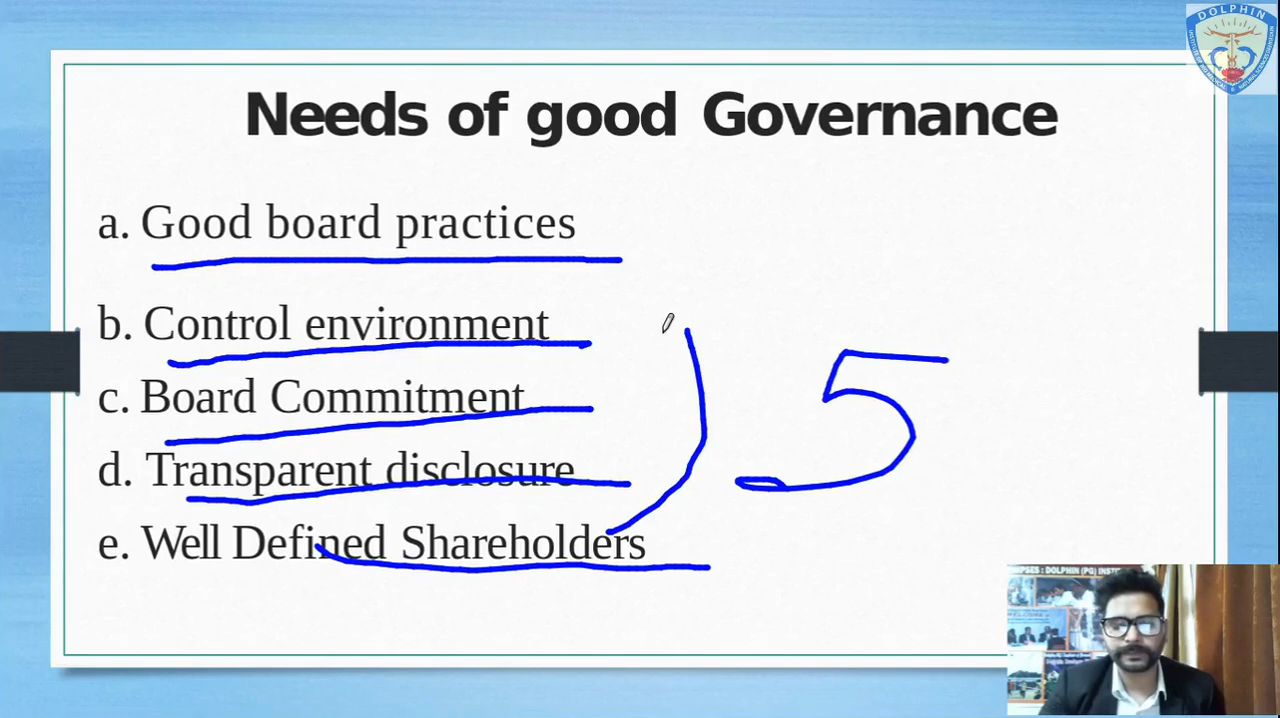 DOLPHIN
Needs of good Governance
a. Good board practices
b. Control environment
c. Board Commitment
d. Transparent disclosure
e. Well Defined Shareholders
5